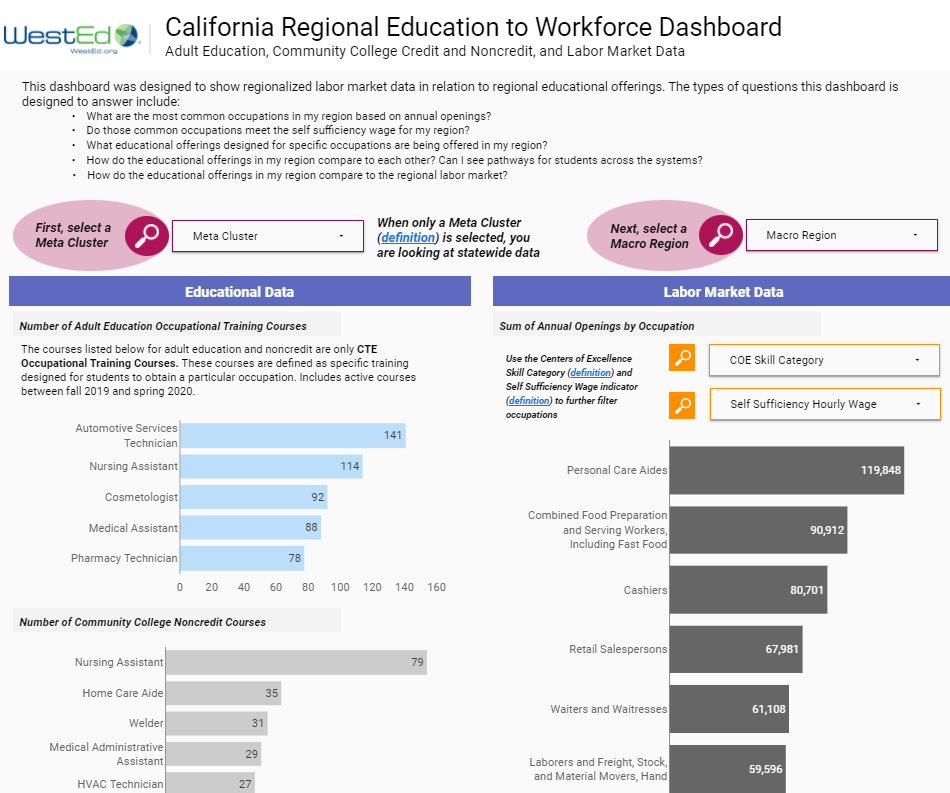 WestEd
WestEd.org
California Regional Education to Workforce Dashboard
Adult Education, Community College Credit and Noncredit, and Labor Market Data
This dashboard was designed to show regionalized labor market data in relation to regional educational offerings. The types of questions this dashboard is
designed to answer include:
• What are the most common occupations in my region based on annual openings?
• Do those common occupations meet the self sufficiency wage for my region?
• What educational offerings designed for specific occupations are being offered in my region?
• How do the educational offerings in my region compare to each other? Can I see pathways for students across the systems?
• How do the educational offerings in my region compare to the regional labor market?
First, select a
Meta Cluster
Meta Cluster
When only a Meta Cluster
(definition) is selected, you
are looking at statewide data
Next, select a
Macro Region
Macro Region
Educational Data
Number of Adult Education Occupational Training Courses
The courses listed below for adult education and noncredit are only CTE
Occupational Training Courses. These courses are defined as specific training
designed for students to obtain a particular occupation. Includes active courses
between fall 2019 and spring 2020.
Automotive Services
Technician
141
Nursing Assistant
114
Cosmetologist
92
Medical Assistant
88
Pharmacy Technician
78
0 20 40 60 80 100 120 140 160
Number of Community College Noncredit Courses
Nursing Assistant
79
Home Care Aide
35
Welder
31
Medical Administrative
Assistant
29
HVAC Technician
27
Labor Market Data
Sum of Annual Openings by Occupation
Use the Centers of Excellence
Skill Category (definition) and
Self Sufficiency Wage indicator
(definition) to further filter
occupations
COE Skill Category
Self Sufficiency Hourly Wage
Personal Care Aides
119,848
Combined Food Preparation
and Serving Workers,
Including Fast Food
90,912
Cashiers
80,701
Retail Salespersons
67,981
Waiters and Waitresses
61,108
Laborers and Freight, Stock,
and Material Movers, Hand
59,596